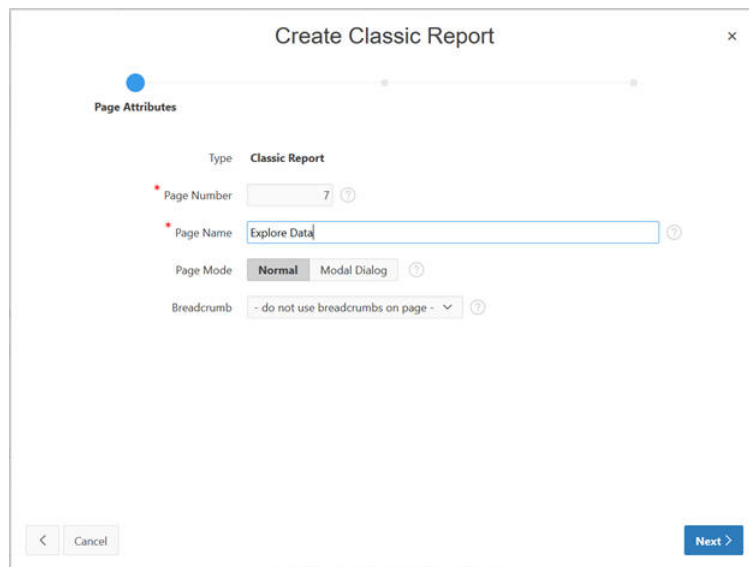 Create Classic Report
×
Page Attributes
Type Classic Report
* Page Number 7 ?
* Page Name Explore Data ?
Page Mode Normal Modal Dialog ?
Breadcrumb - do not use breadcrumbs on page - ?
< Cancel Next >